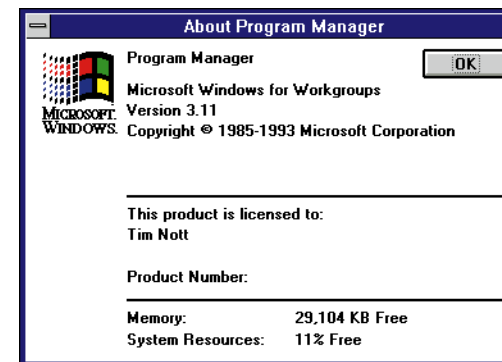 About Program Manager
Program Manager
OK
Microsoft Windows for Workgroups
MICROSOFT. Version 3.11
WINDOWS. Copyright © 1985-1993 Microsoft Corporation
This product is licensed to:
Tim Nott
Product Number:
Memory: 29,104 KB Free
System Resources: 11% Free